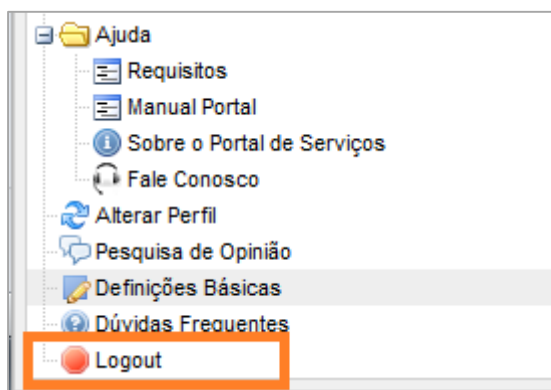 Ajuda
Requisitos
Manual Portal
Sobre o Portal de Serviços
Fale Conosco
Alterar Perfil
Pesquisa de Opinião
Definições Básicas
Dúvidas Frequentes
Logout